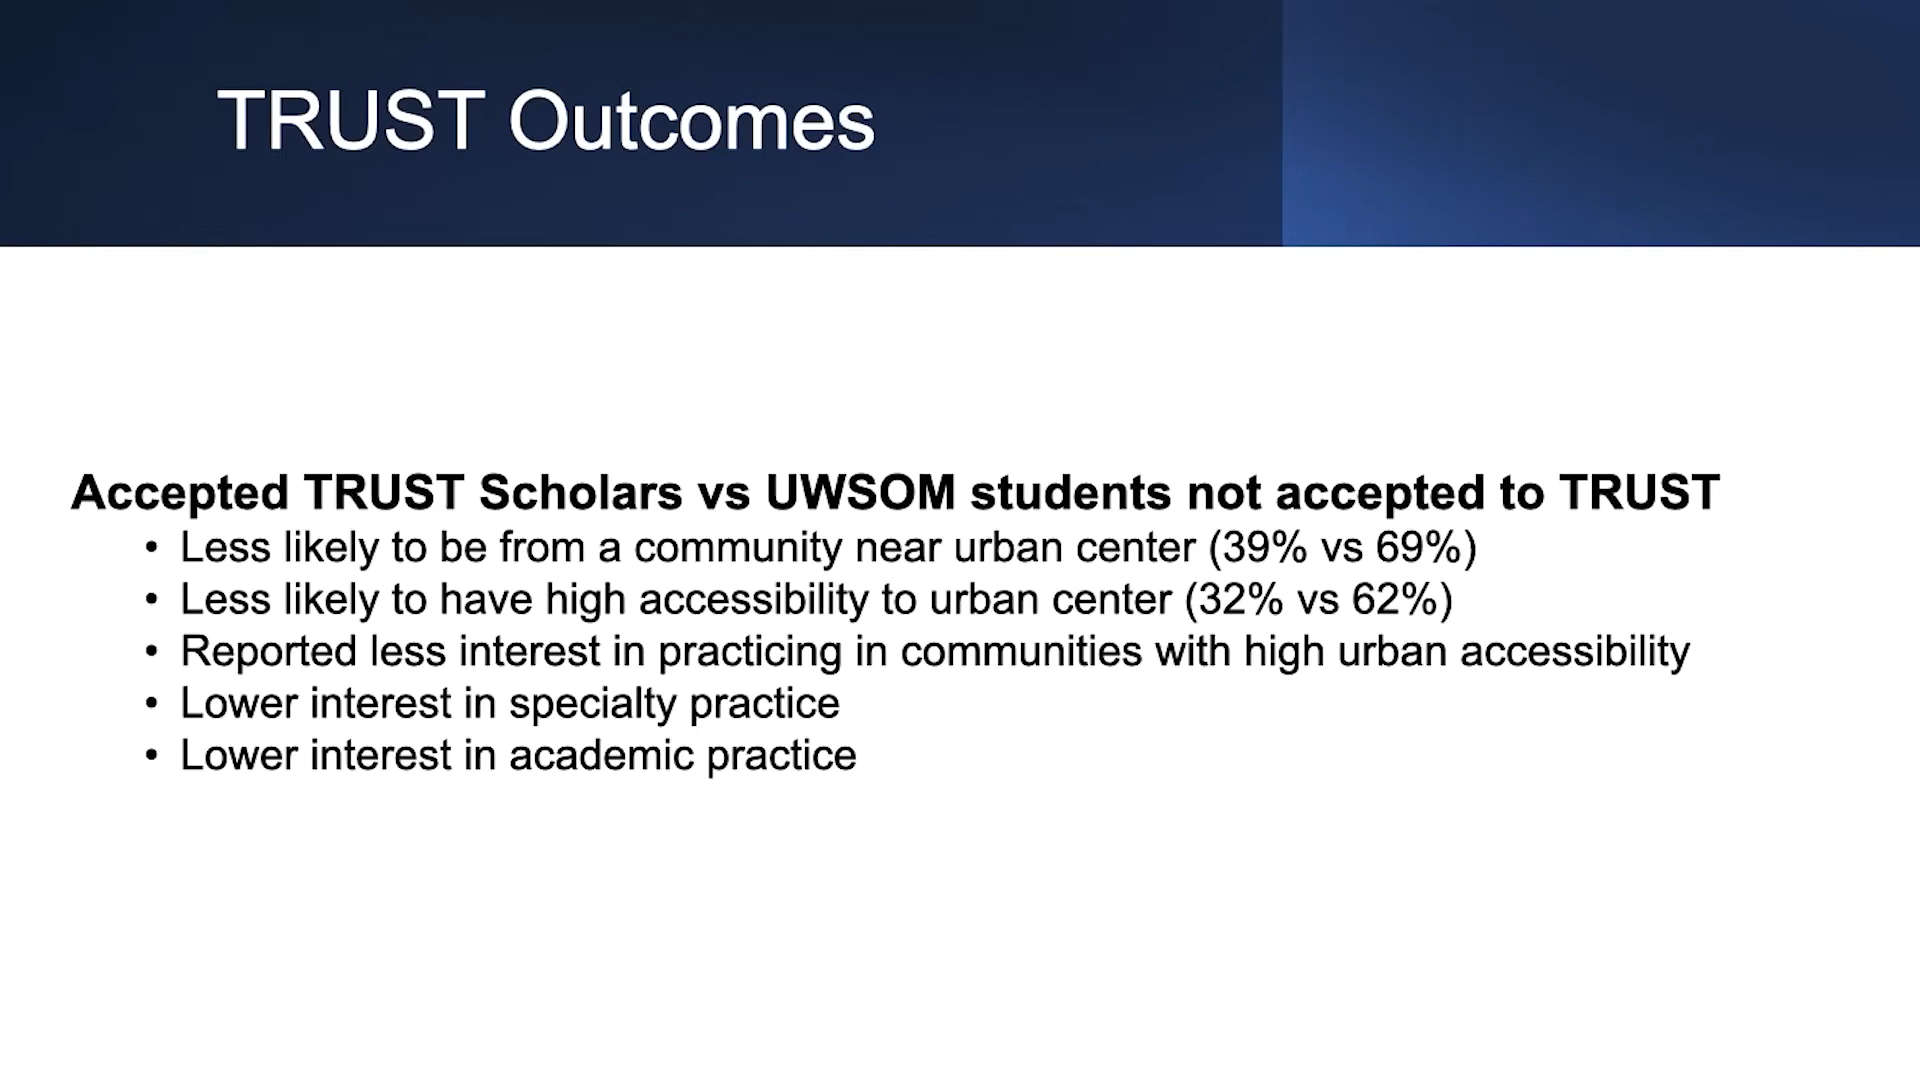 TRUST Outcomes
Accepted TRUST Scholars vs UWSOM students not accepted to TRUST
• Less likely to be from a community near urban center (39% vs 69%)
• Less likely to have high accessibility to urban center (32% vs 62%)
• Reported less interest in practicing in communities with high urban accessibility
• Lower interest in specialty practice
• Lower interest in academic practice